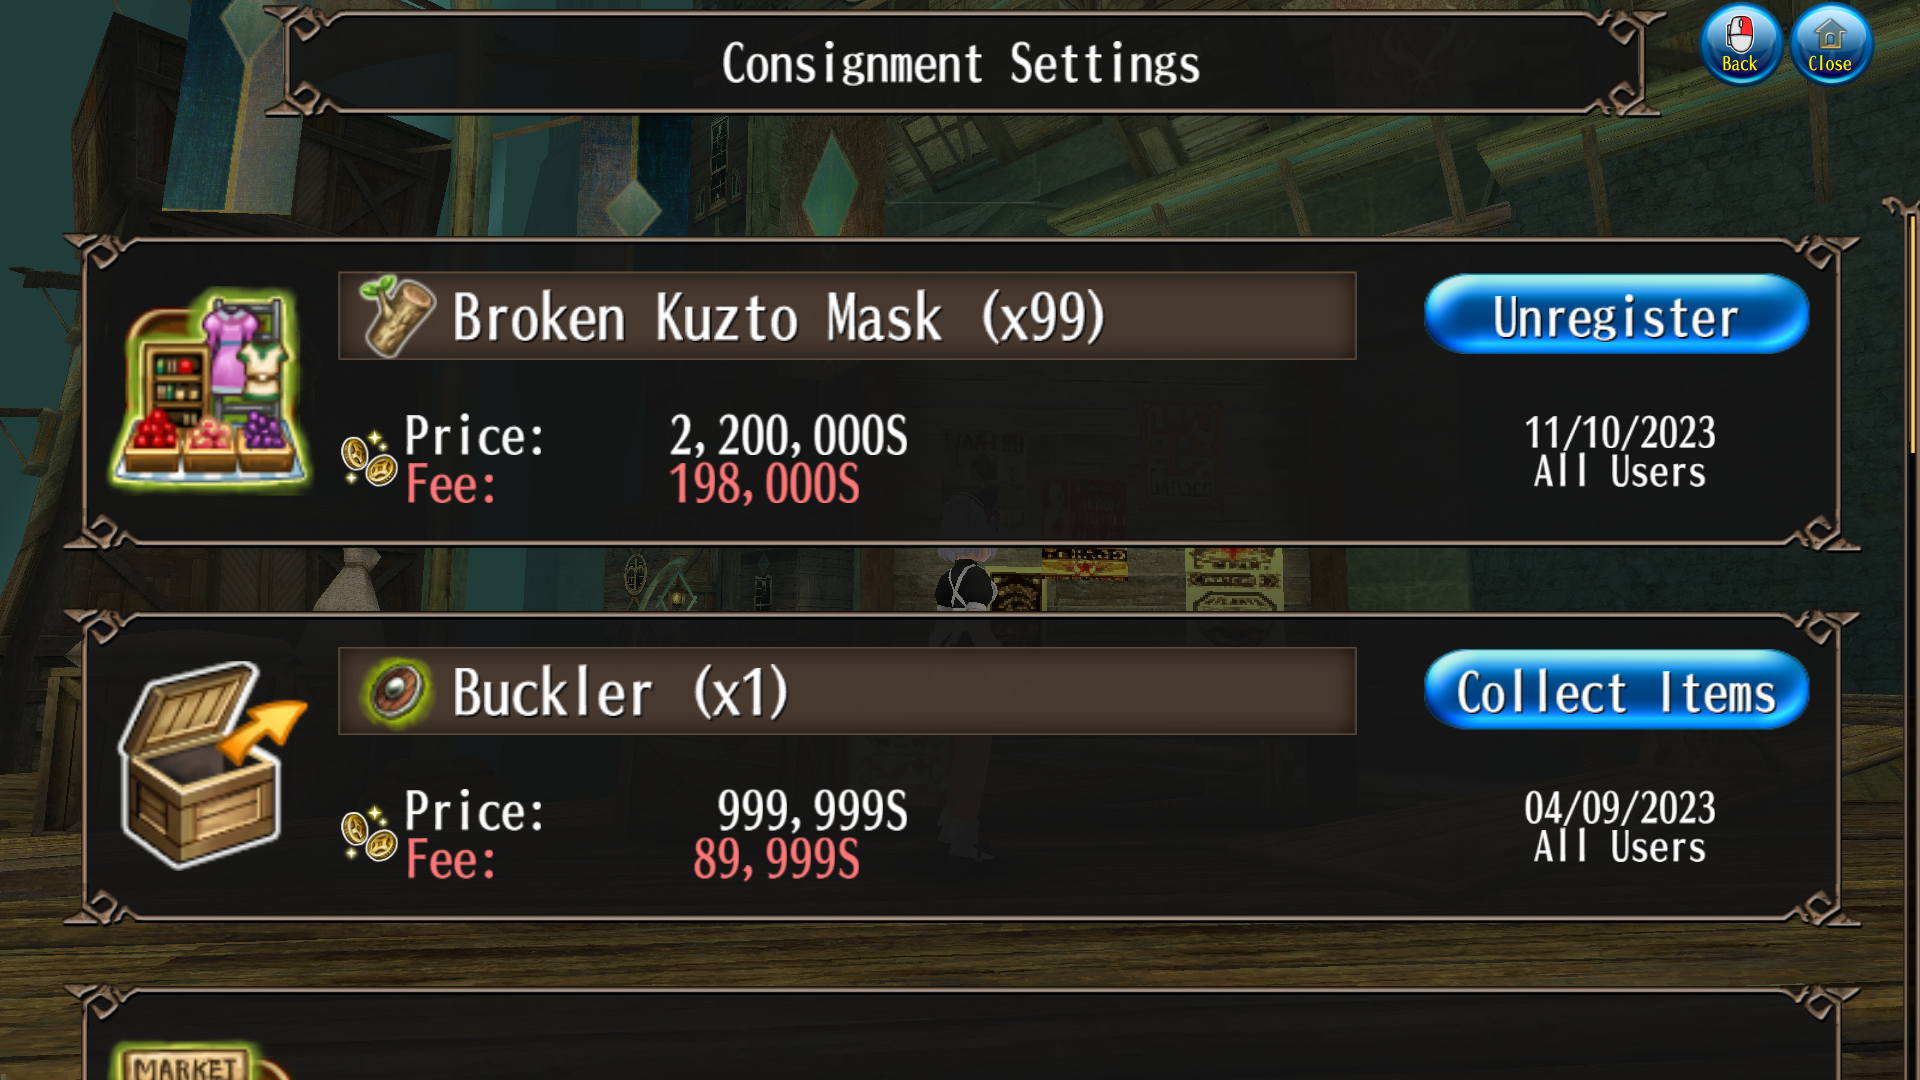 Consignment Settings
Back
Close
Broken Kuzto Mask (x99)
Unregister
Price: 2,200,000S
Fee: 198,000S
11/10/2023
All Users
Buckler (x1)
Collect Items
Price: 999,999S
Fee: 89,999S
04/09/2023
All Users
MARKET